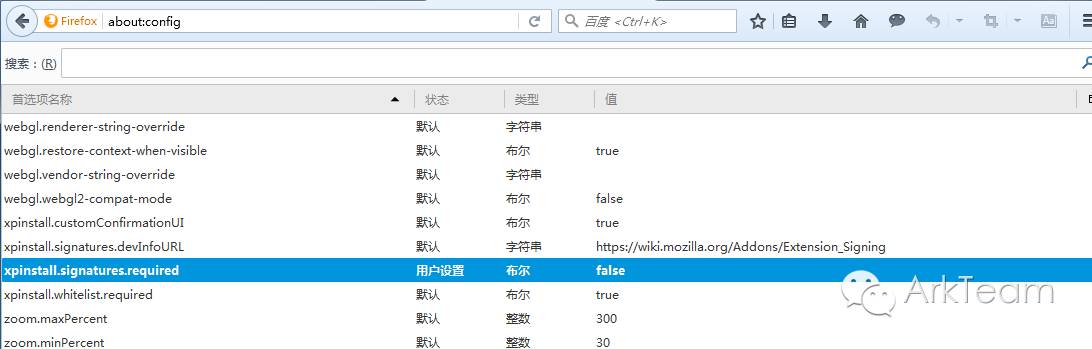 Firefox about:config 百度 <Ctrl+K>
搜索：(R)
首选项名称 状态 类型 值
webgl.renderer-string-override 默认 字符串
webgl.restore-context-when-visible 默认 布尔 true
webgl.vendor-string-override 默认 字符串
webgl.webgl2-compat-mode 默认 布尔 false
xpinstall.customConfirmationUI 默认 布尔 true
xpinstall.signatures.devInfoURL 默认 字符串 https://wiki.mozilla.org/Addons/Extension_Signing
xpinstall.signatures.required 用户设置 布尔 false
xpinstall.whitelist.required 默认 布尔 true
zoom.maxPercent 默认 整数 300
zoom.minPercent 默认 整数 30
ArkTeam